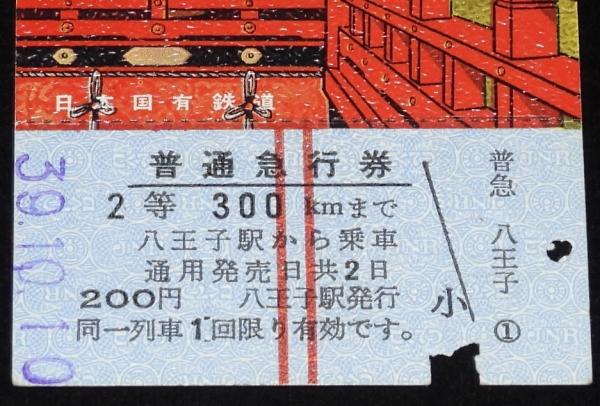 日本国有鉄道
普通急行券
2等 300kmまで
八王子駅から乗車
通用発売日共2日
200円 八王子駅発行
同一列車1回限り有効です。
小
普急 八王子 ①
39.10.10